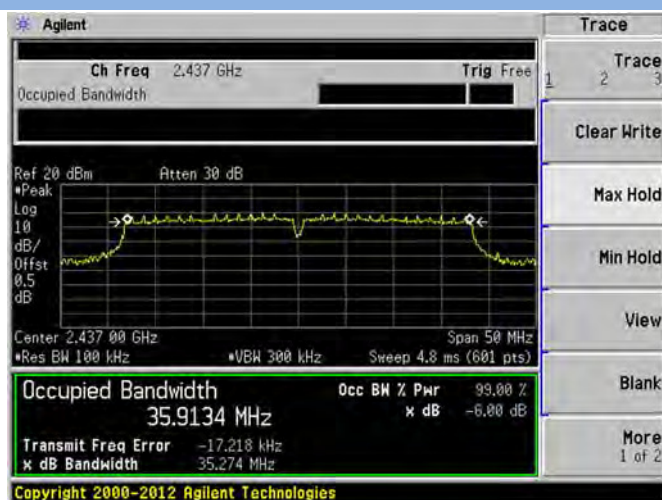 Agilent
Trace
Ch Freq 2.437 GHz Trig Free
Occupied Bandwidth
Trace
1 2 3
Clear Write
Max Hold
Min Hold
View
Blank
More
1 of 2
Ref 20 dBm Atten 30 dB
*Peak
Log
10
dB/
Offst
0.5
dB
Center 2.437 00 GHz Span 50 MHz
*Res BW 100 kHz *VBW 300 kHz Sweep 4.8 ms (601 pts)
Occupied Bandwidth Occ BW % Pwr 99.00 %
35.9134 MHz x dB -6.00 dB
Transmit Freq Error -17.218 kHz
x dB Bandwidth 35.274 MHz
Copyright 2000-2012 Agilent Technologies